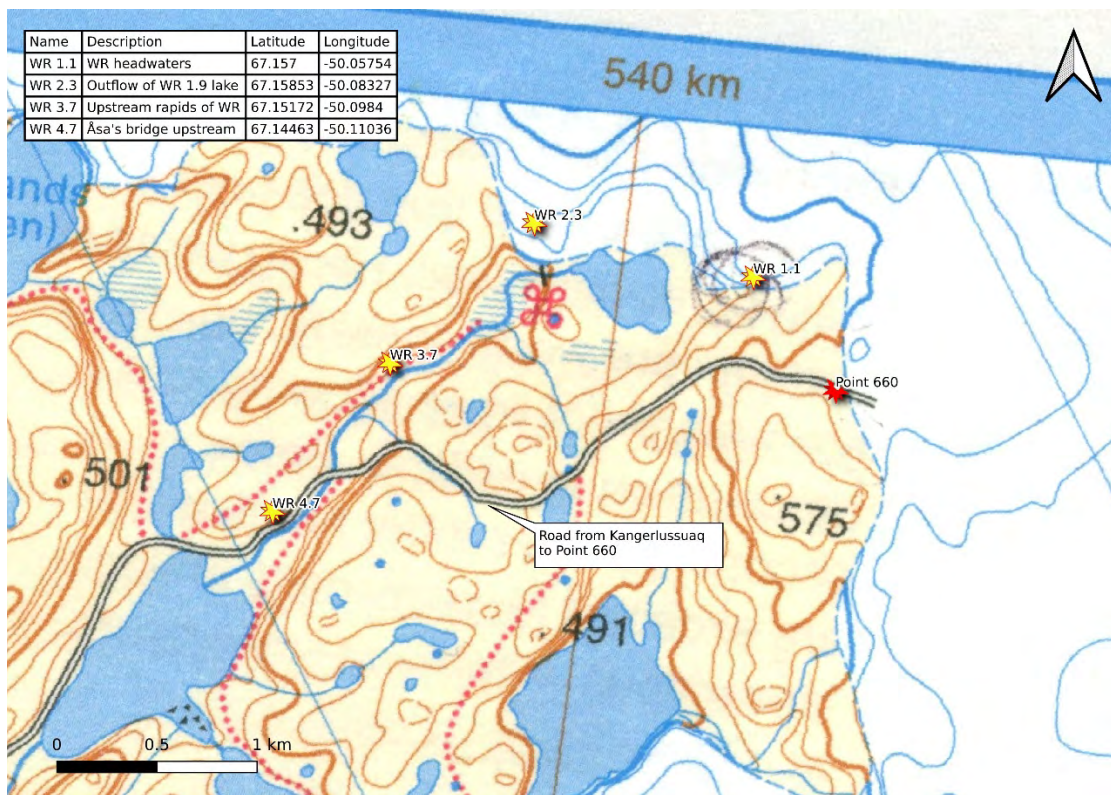 Name Description Latitude Longitude
WR 1.1 WR headwaters 67.157 -50.05754
WR 2.3 Outflow of WR 1.9 lake 67.15853 -50.08327
WR 3.7 Upstream rapids of WR 67.15172 -50.0984
WR 4.7 Åsa's bridge upstream 67.14463 -50.11036
540 km
ands
en)
.493
WR 2.3
WR 1.1
WR 3.7
Point 660
501
WR 4.7
.575
Road from Kangerlussuaq
to Point 660
.491
0 0.5 1 km